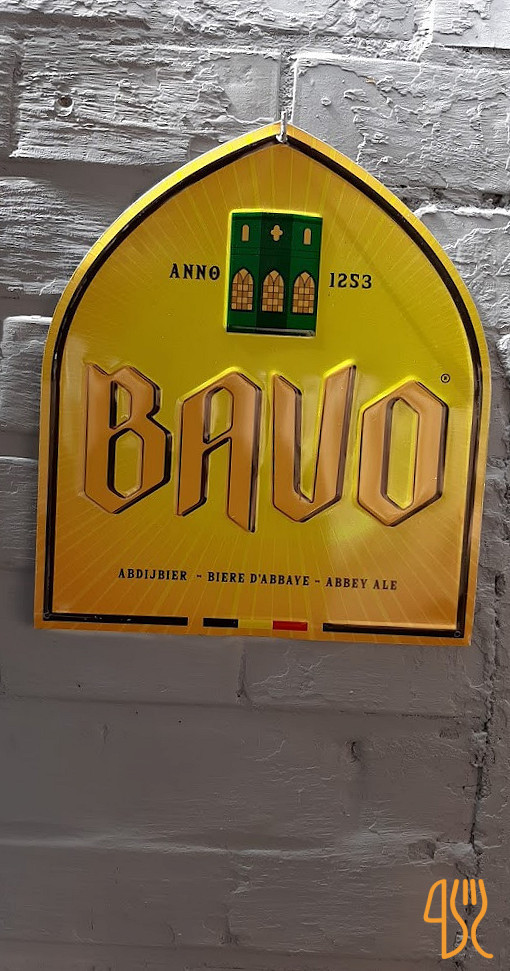 ANNO 1253
BAVO®
ABDIJBIER - BIERE D'ABBAYE - ABBEY ALE